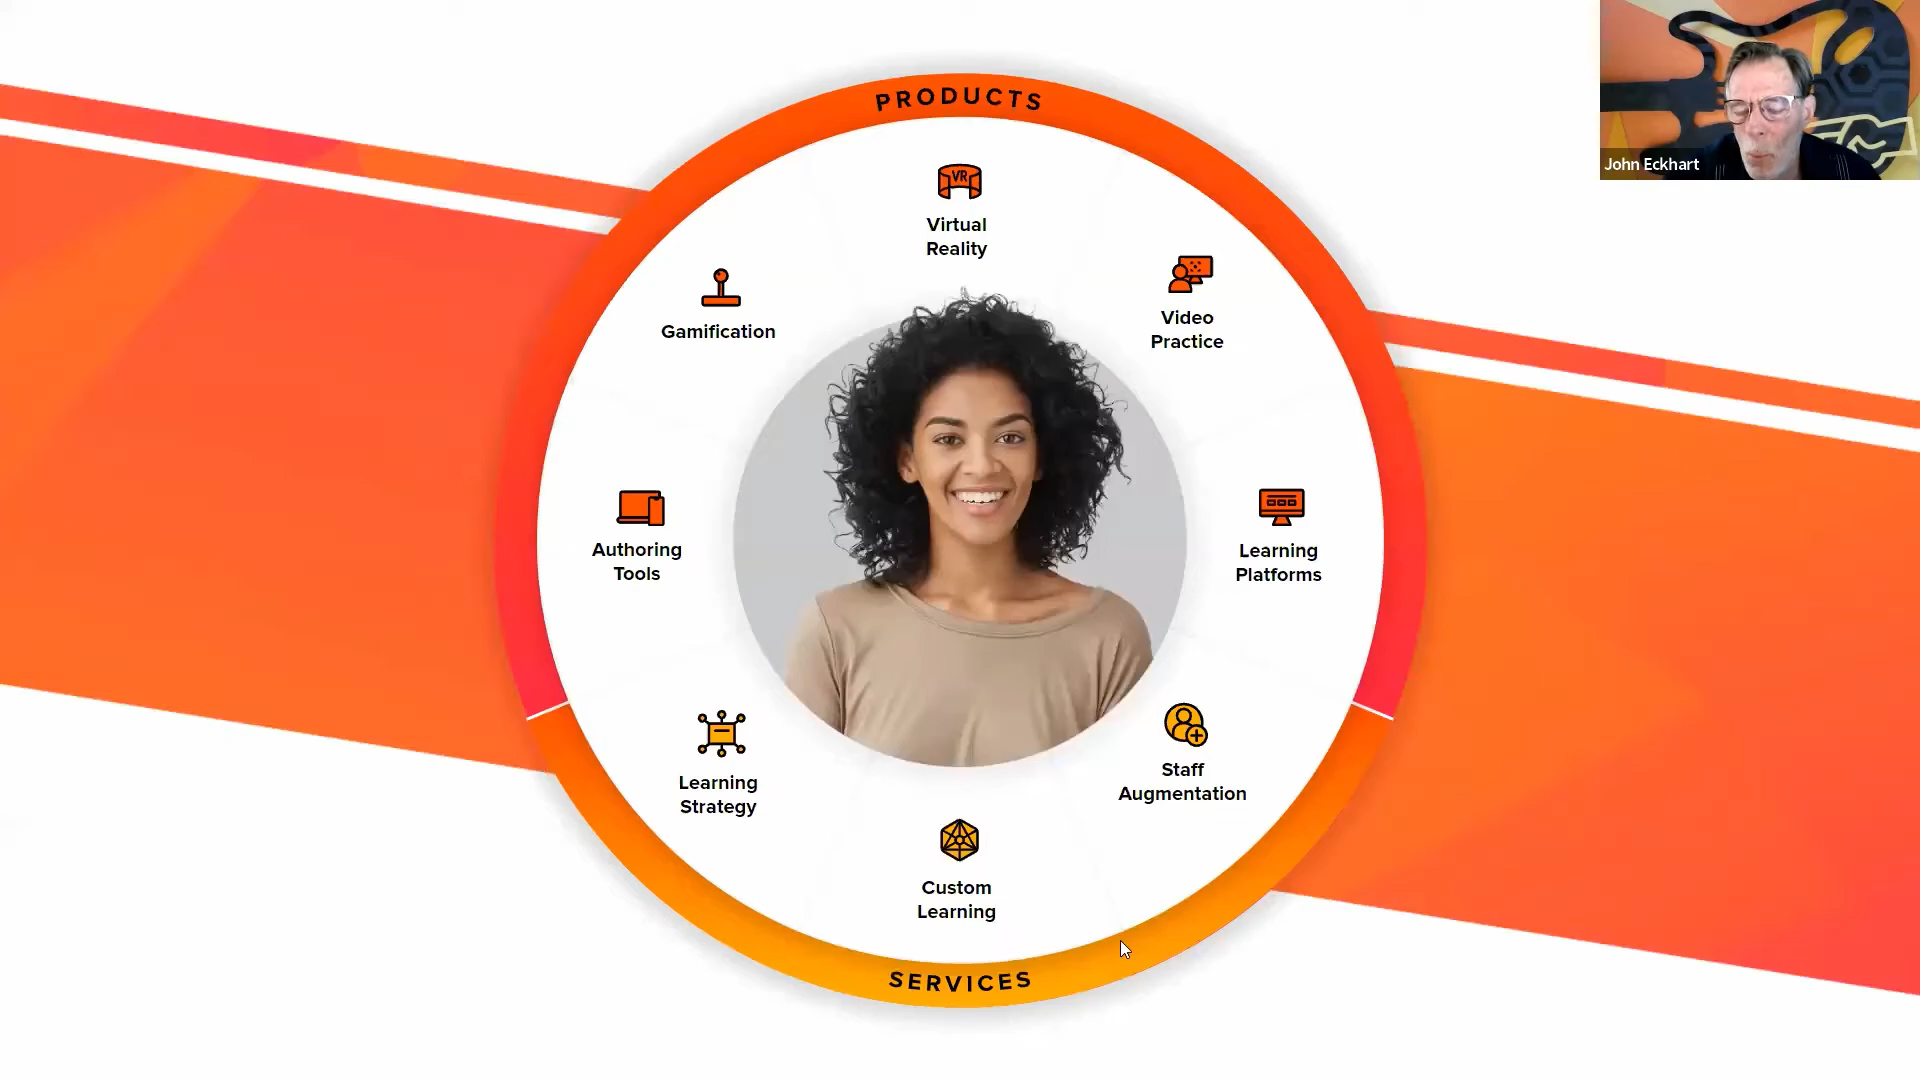 PRODUCTS
VR
Virtual
Reality
Gamification
Video
Practice
Authoring
Tools
Learning
Platforms
Learning
Strategy
Staff
Augmentation
Custom
Learning
SERVICES
John Eckhart